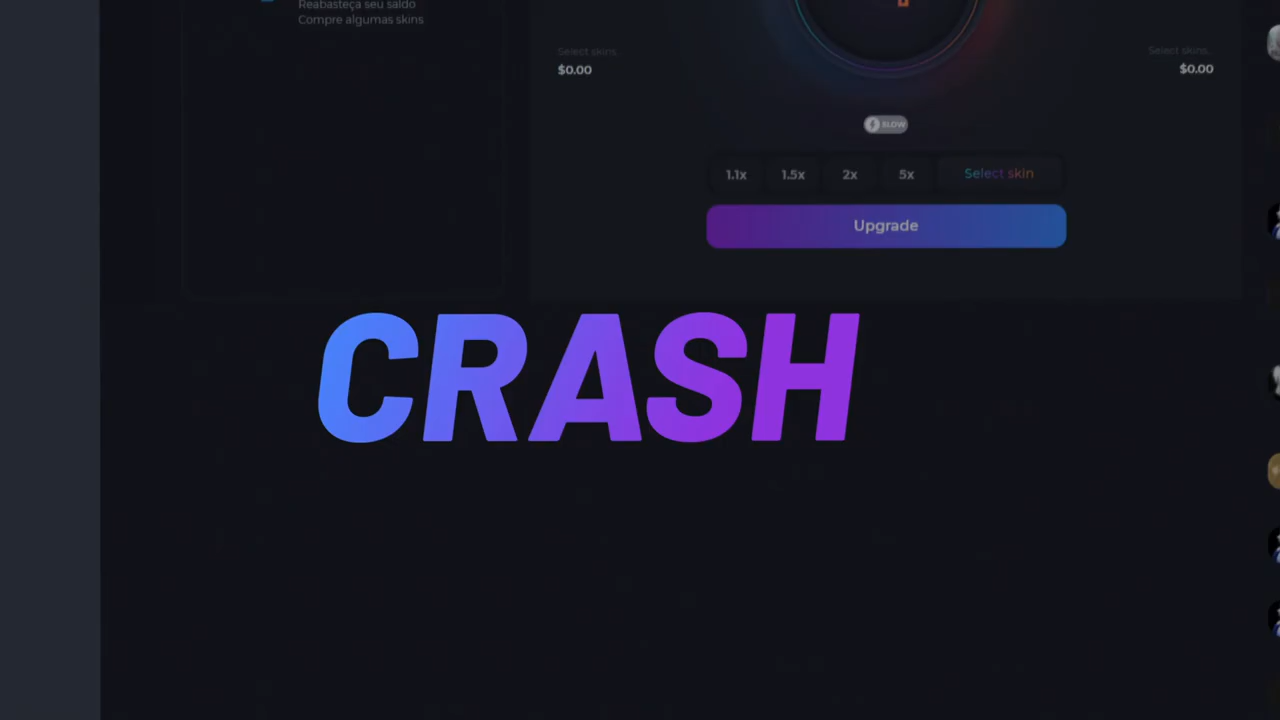 Reabasteça seu saldo
Compre algumas skins
Select skins
$0.00
Select skins
$0.00
SLOW
1.1x 1.5x 2x 5x Select skin
Upgrade
CRASH